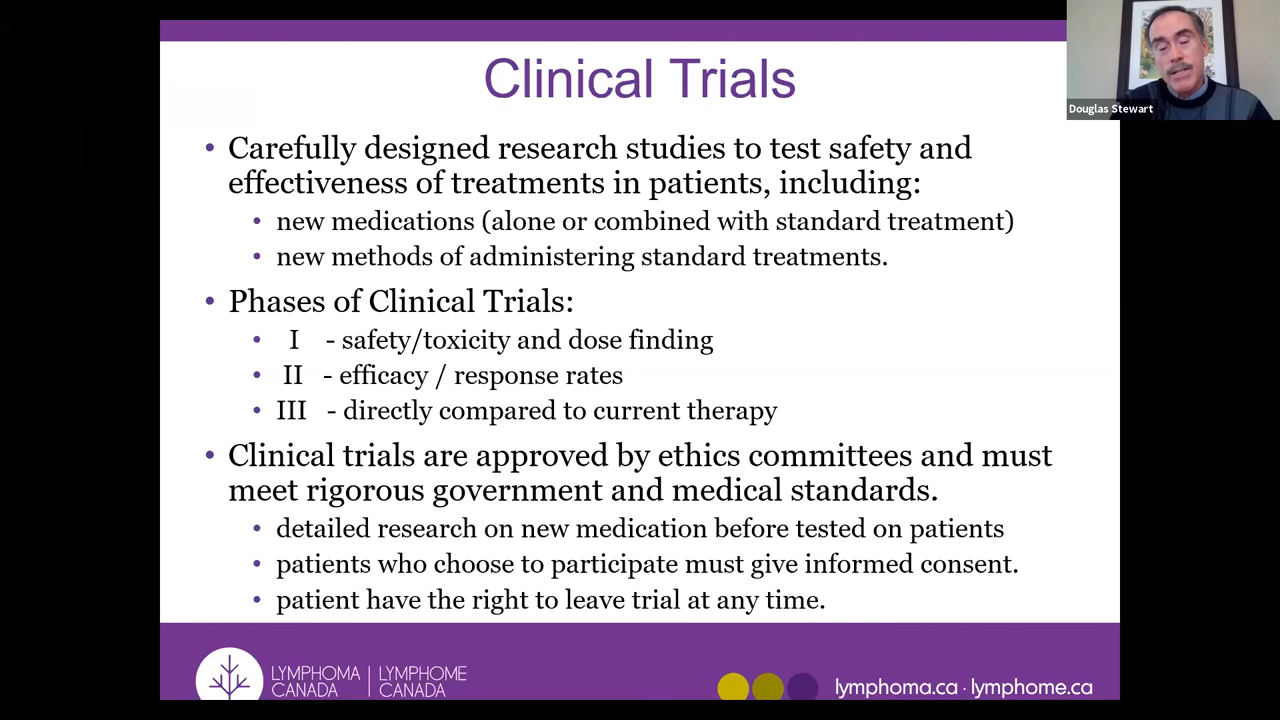 Clinical Trials
Douglas Stewart
• Carefully designed research studies to test safety and
effectiveness of treatments in patients, including:
• new medications (alone or combined with standard treatment)
• new methods of administering standard treatments.
• Phases of Clinical Trials:
• I - safety/toxicity and dose finding
• II - efficacy / response rates
• III - directly compared to current therapy
• Clinical trials are approved by ethics committees and must
meet rigorous government and medical standards.
• detailed research on new medication before tested on patients
• patients who choose to participate must give informed consent.
• patient have the right to leave trial at any time.
LYMPHOMA | LYMPHOME
CANADA | CANADA
lymphoma.ca · lymphome.ca